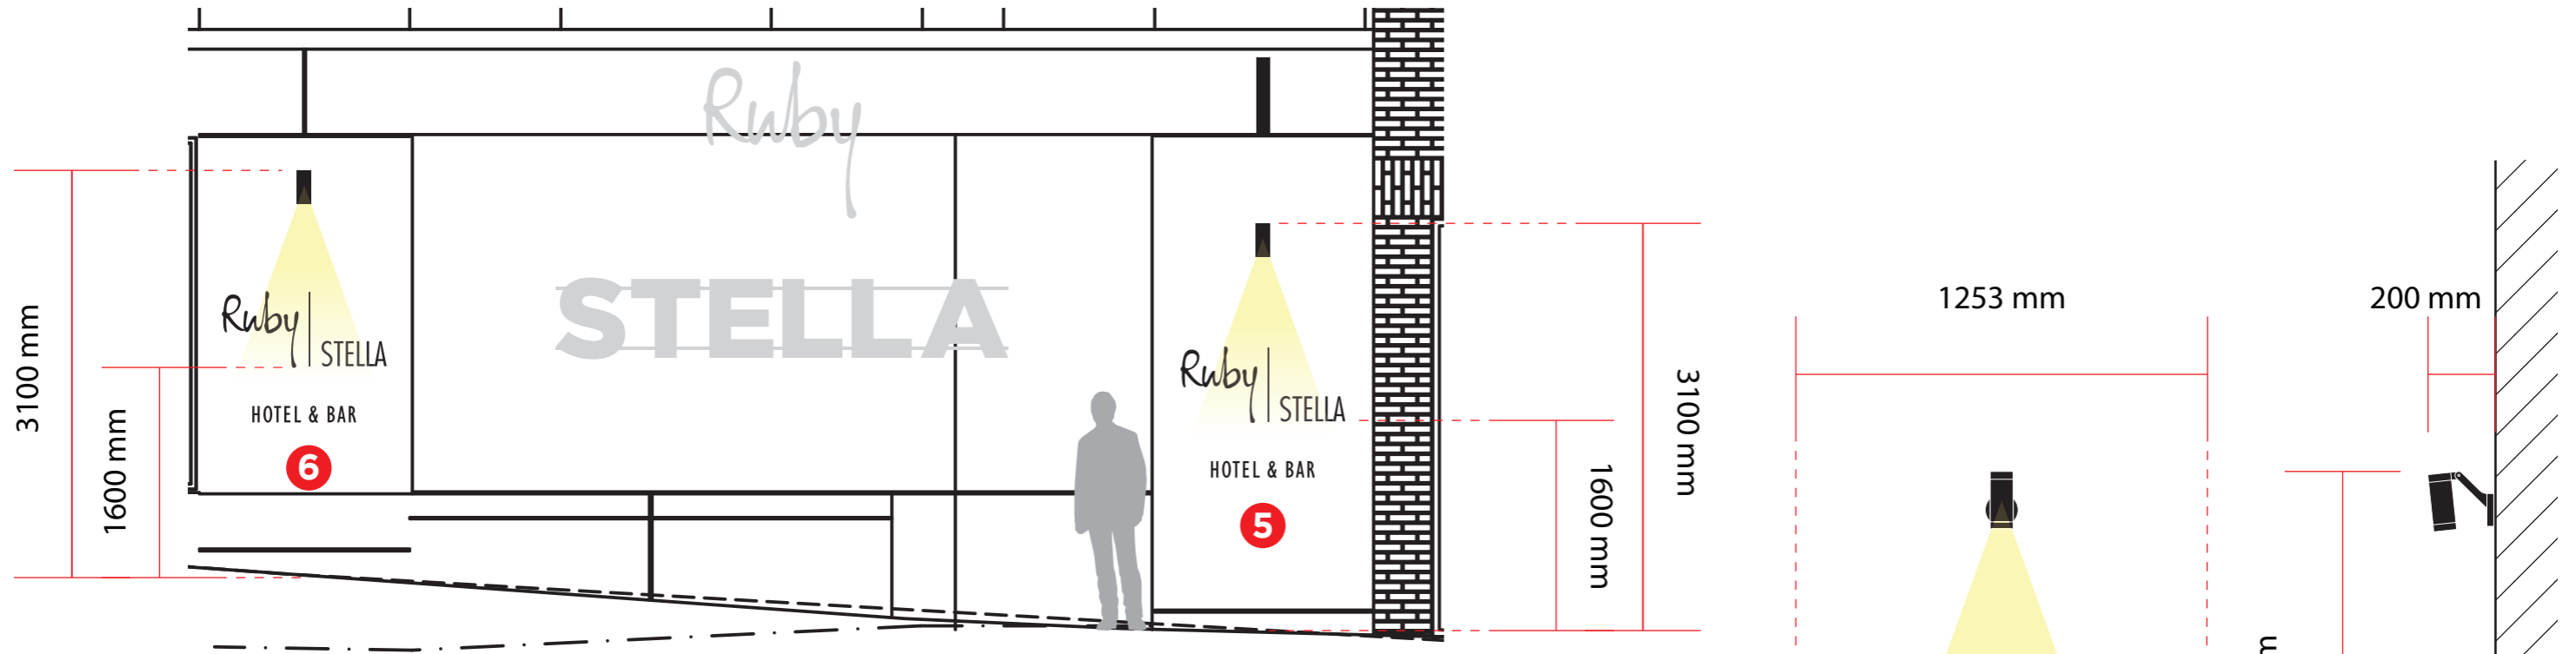 Ruby
STELLA
3100 mm
1600 mm
Ruby
STELLA
HOTEL & BAR
6
Ruby
STELLA
HOTEL & BAR
5
3100 mm
1600 mm
1253 mm
200 mm